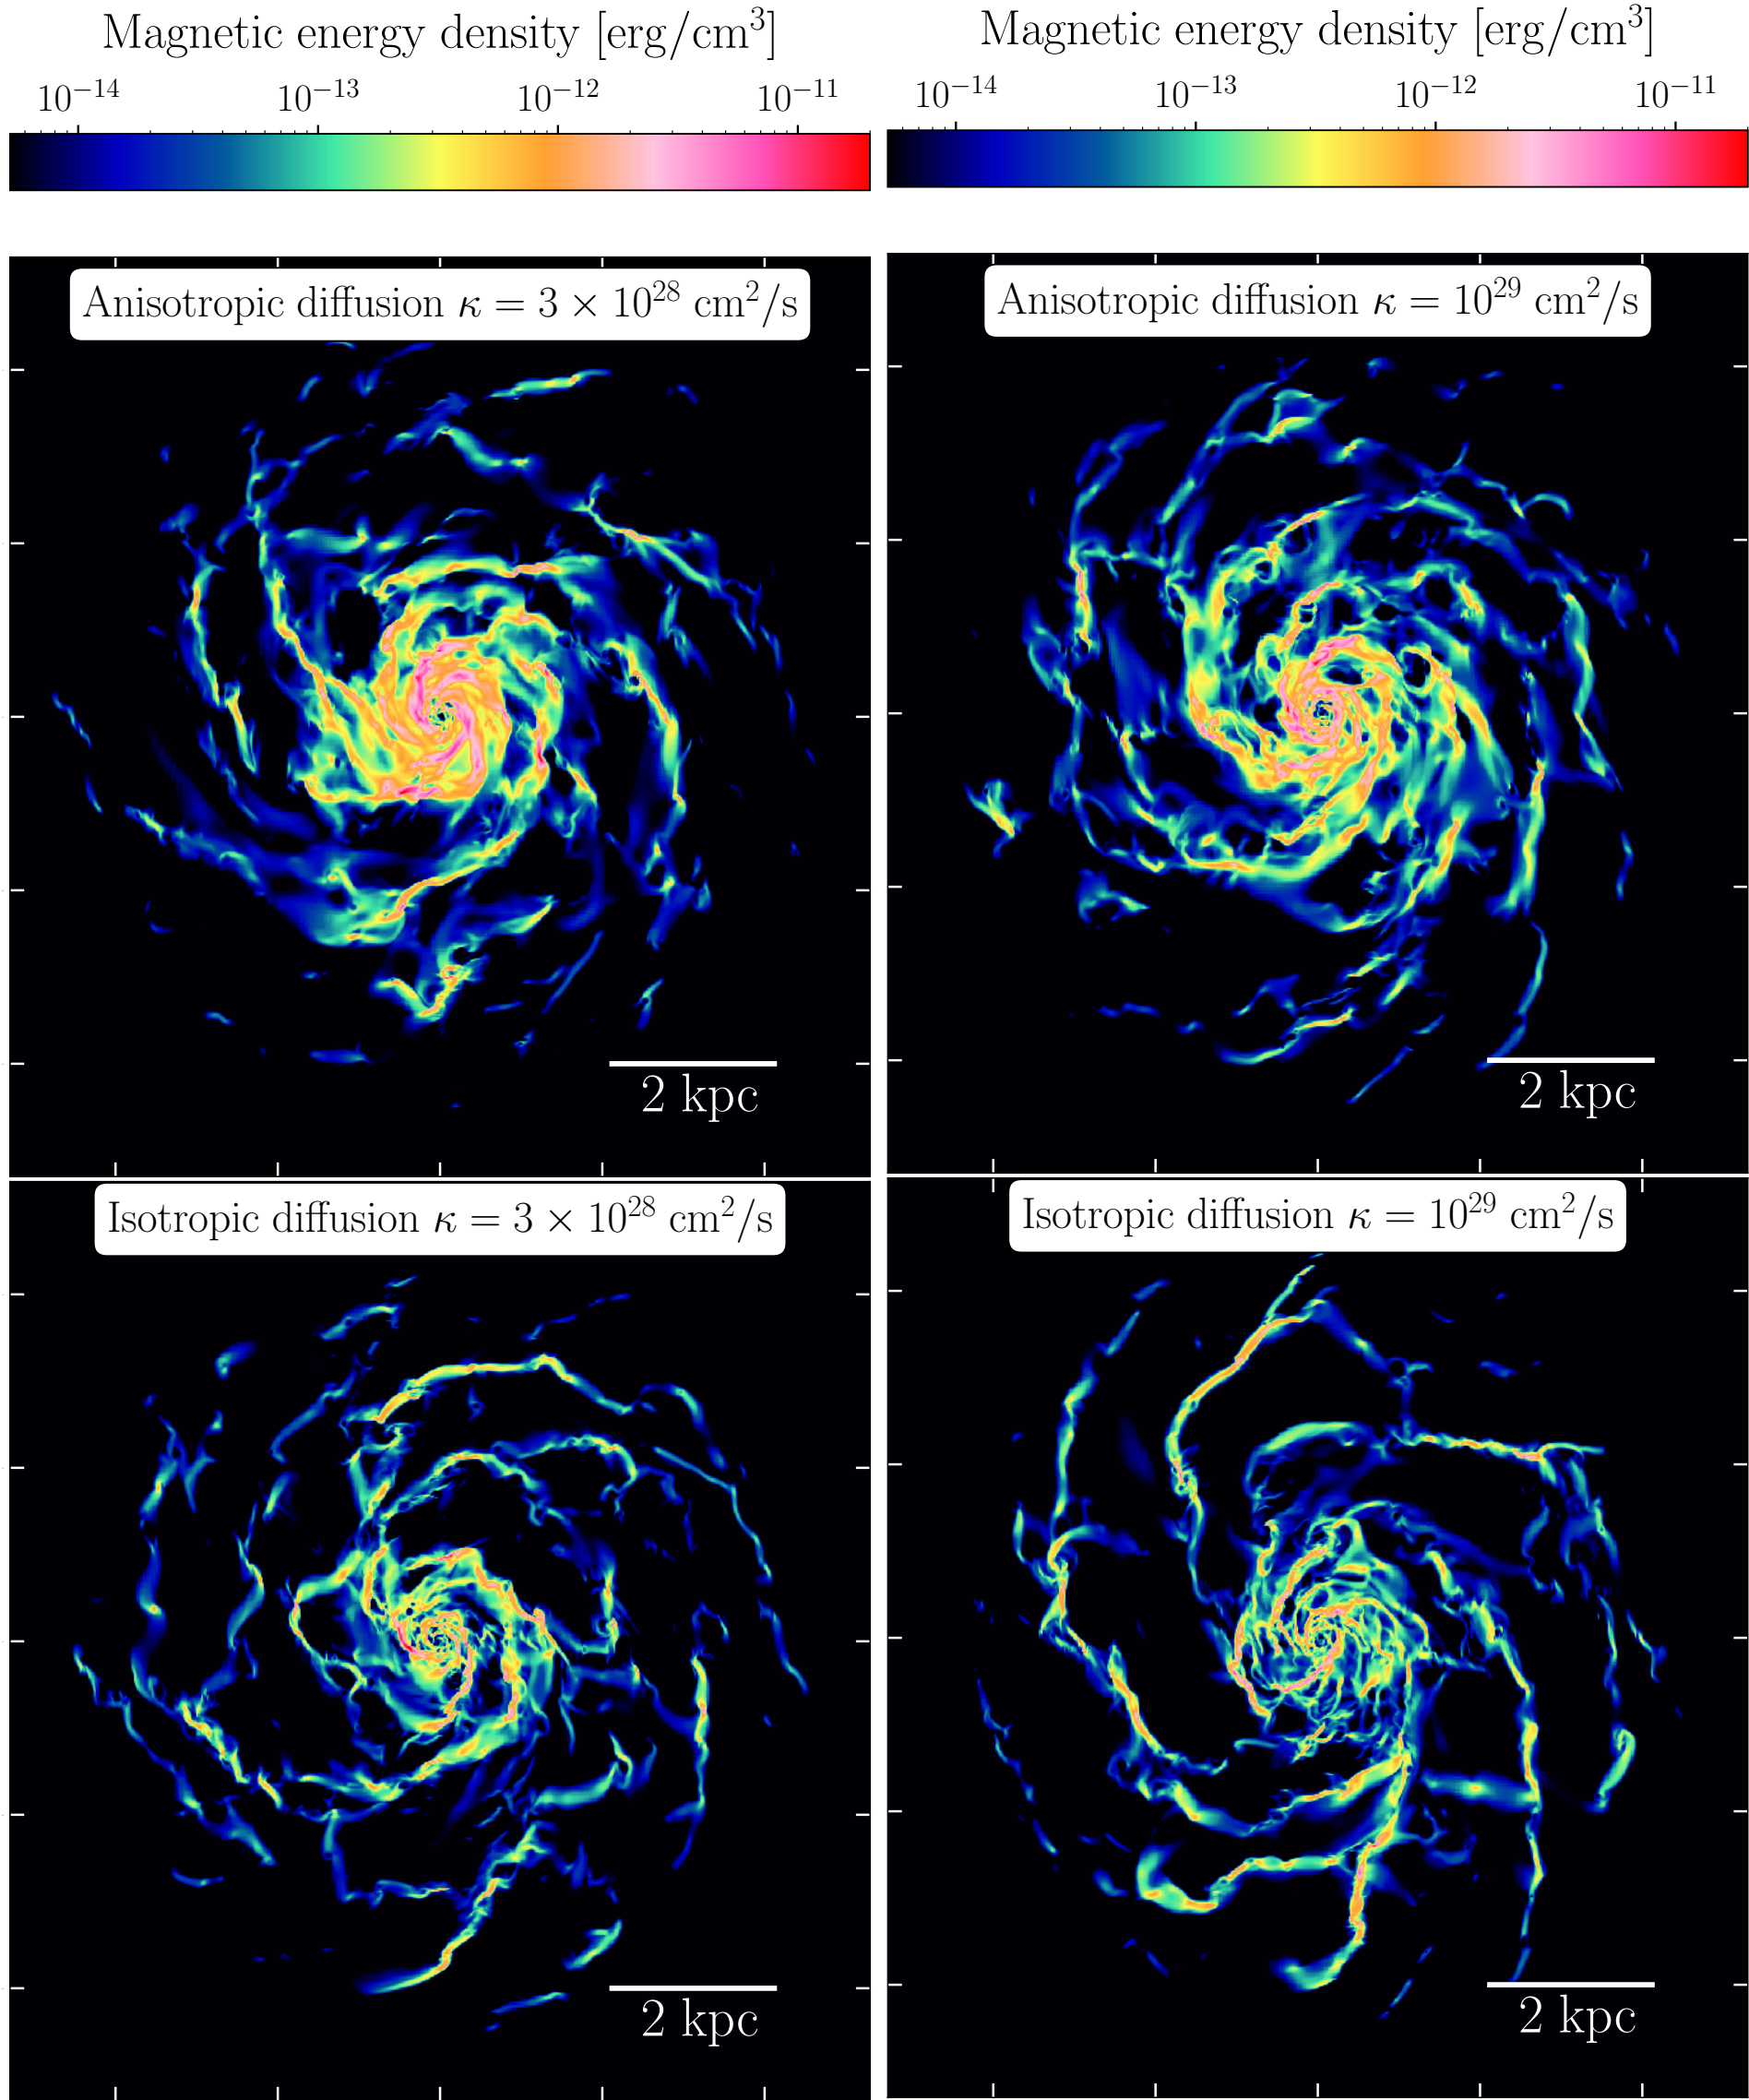 Magnetic energy density [erg/cm³]
10⁻¹⁴ 10⁻¹³ 10⁻¹² 10⁻¹¹
Magnetic energy density [erg/cm³]
10⁻¹⁴ 10⁻¹³ 10⁻¹² 10⁻¹¹
Anisotropic diffusion κ = 3 × 10²⁸ cm²/s
2 kpc
Anisotropic diffusion κ = 10²⁹ cm²/s
2 kpc
Isotropic diffusion κ = 3 × 10²⁸ cm²/s
2 kpc
Isotropic diffusion κ = 10²⁹ cm²/s
2 kpc